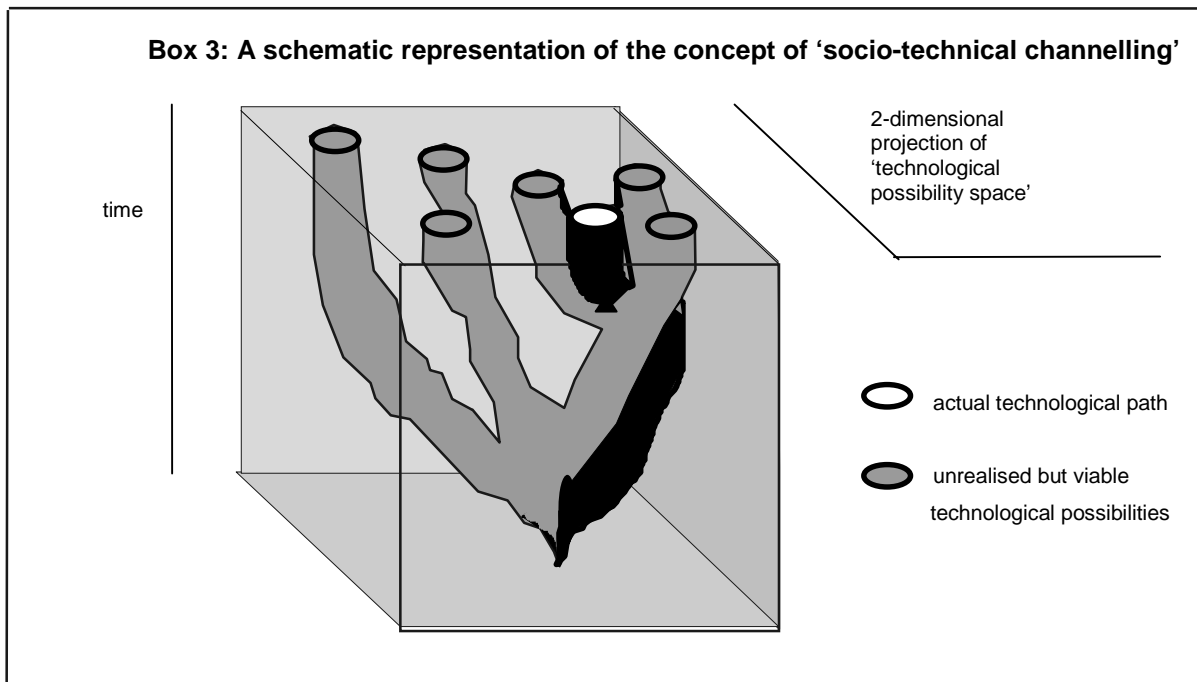 Box 3: A schematic representation of the concept of ‘socio-technical channelling’
time
2-dimensional
projection of
‘technological
possibility space’
actual technological path
unrealised but viable
technological possibilities